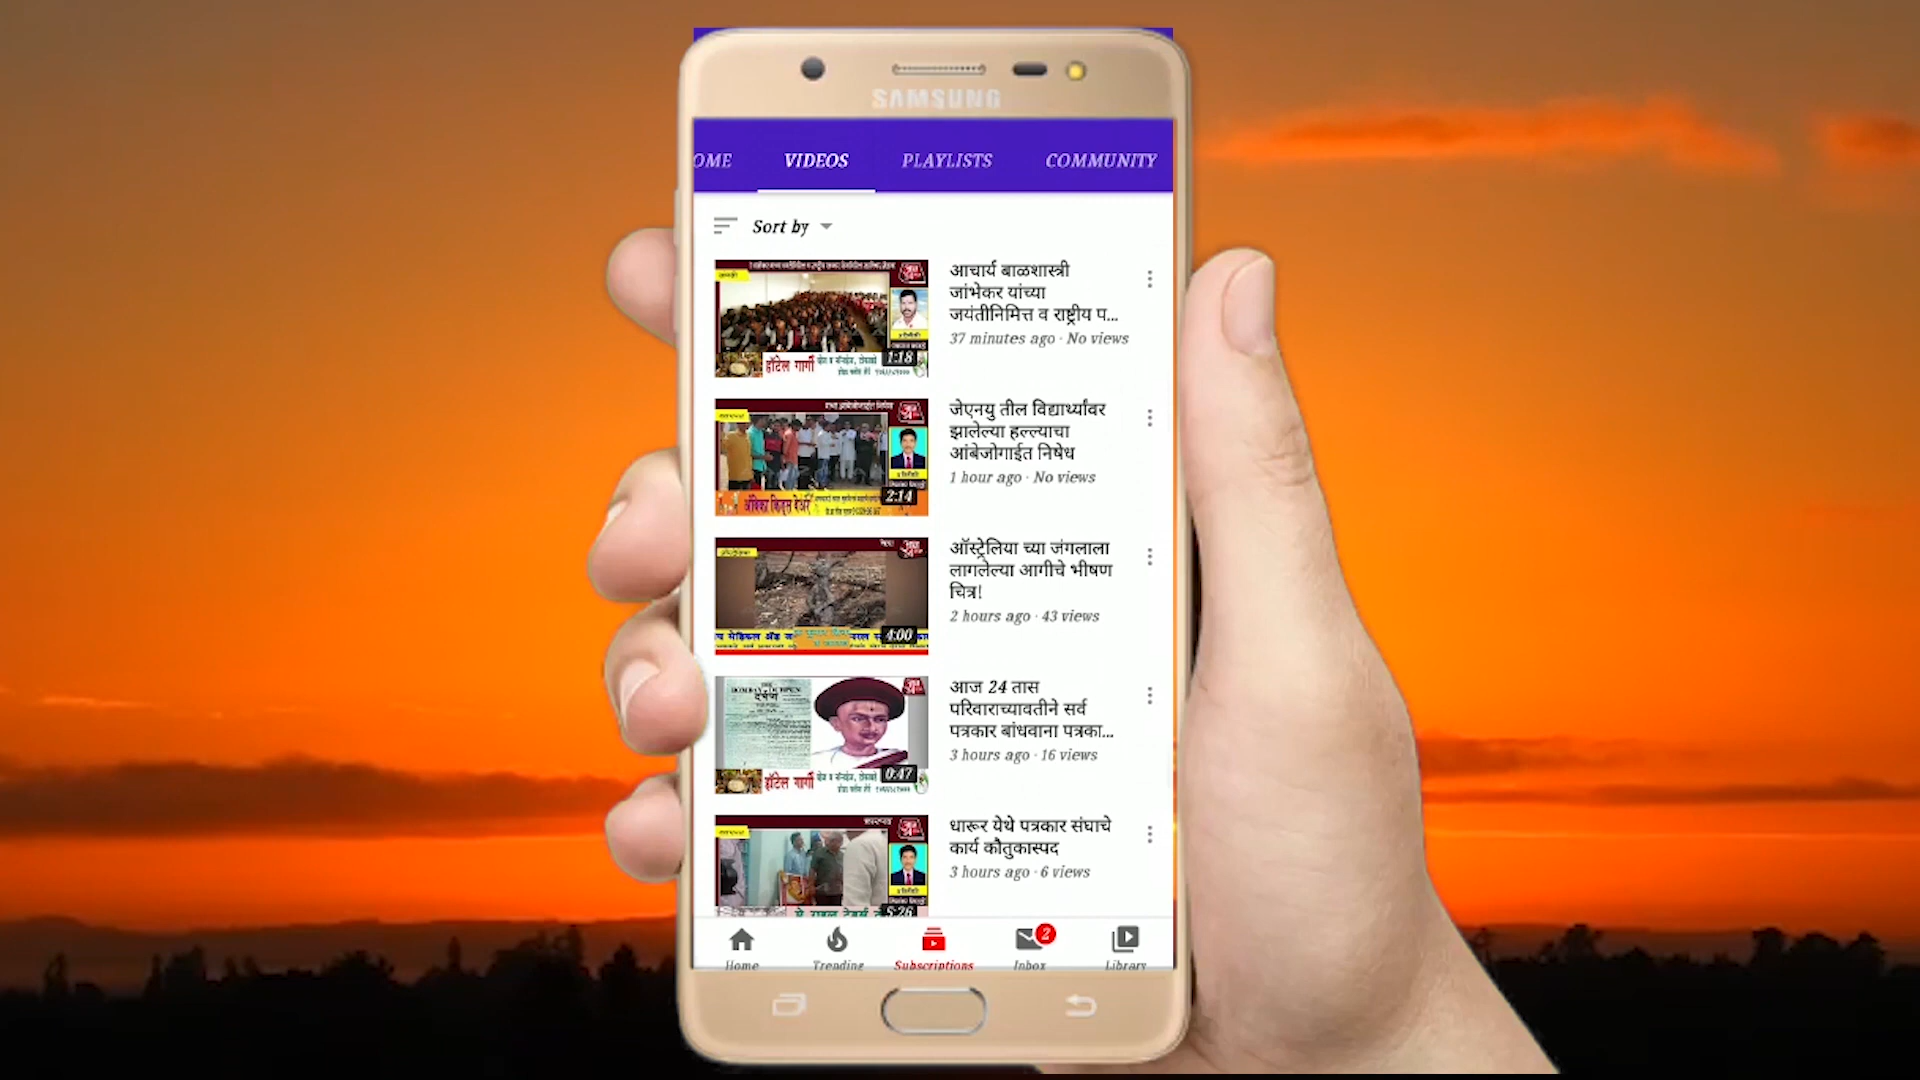 SAMSUNG
OME VIDEOS PLAYLISTS COMMUNITY
Sort by
आचार्य बाळशास्त्री
जांभेकर यांच्या
जयंतीनिमित्त व राष्ट्रीय प...
37 minutes ago · No views
1:18
हॉटेल गार्गी
जेएनयु तील विद्यार्थ्यांवर
झालेल्या हल्ल्याचा
आंबेजोगाईत निषेध
1 hour ago · No views
2:14
ऑस्ट्रेलिया च्या जंगलाला
लागलेल्या आगीचे भीषण
चित्र!
2 hours ago · 43 views
4:00
आज 24 तास
परिवाराच्यावतीने सर्व
पत्रकार बांधवाना पत्रका...
3 hours ago · 16 views
0:47
हॉटेल गार्गी
धारूर येथे पत्रकार संघाचे
कार्य कौतुकास्पद
3 hours ago · 6 views
5:26
2
Home Trending Subscriptions Inbox Library